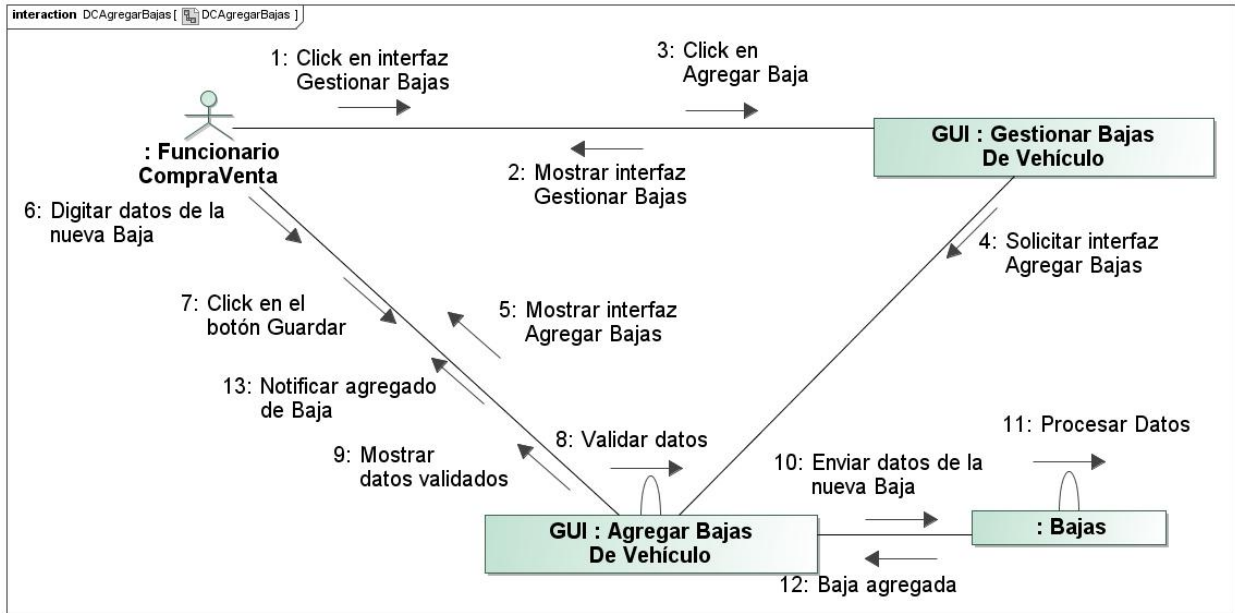 interaction DCAgregarBajas [ DCAgregarBajas ]
1: Click en interfaz
Gestionar Bajas
3: Click en
Agregar Baja
: Funcionario
CompraVenta
GUI : Gestionar Bajas
De Vehículo
2: Mostrar interfaz
Gestionar Bajas
6: Digitar datos de la
nueva Baja
4: Solicitar interfaz
Agregar Bajas
7: Click en el
botón Guardar
5: Mostrar interfaz
Agregar Bajas
13: Notificar agregado
de Baja
8: Validar datos
11: Procesar Datos
9: Mostrar
datos validados
10: Enviar datos de la
nueva Baja
GUI : Agregar Bajas
De Vehículo
: Bajas
12: Baja agregada